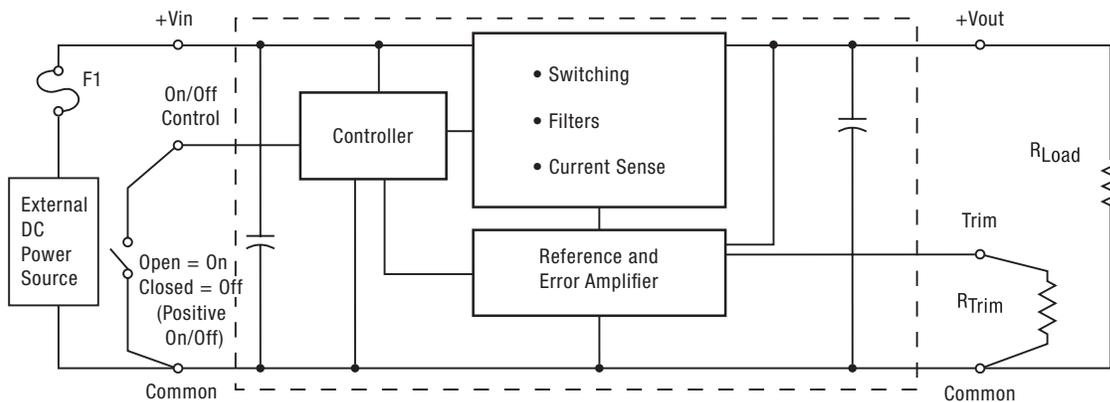 +Vin
+Vout
F1
On/Off
Control
• Switching
• Filters
• Current Sense
Controller
RLoad
External
DC
Power
Source
Open = On
Closed = Off
(Positive
On/Off)
Reference and
Error Amplifier
Trim
RTrim
Common
Common